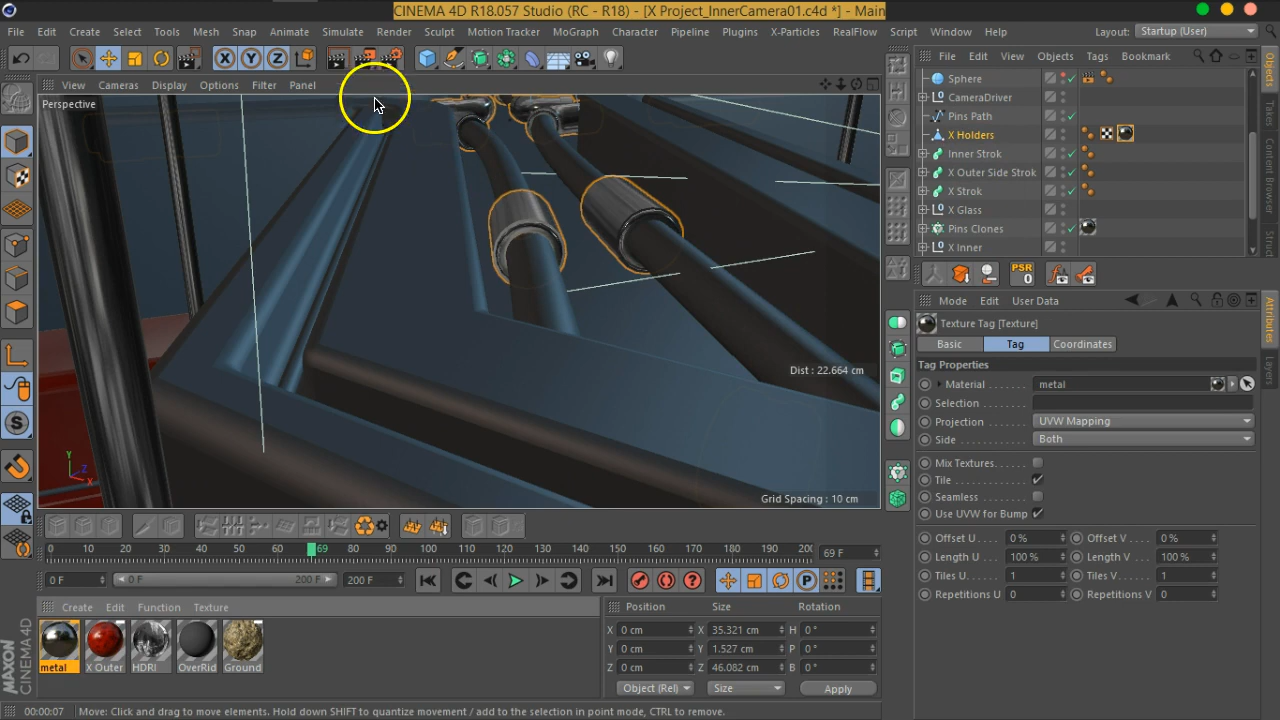 CINEMA 4D R18.057 Studio (RC - R18) - [X Project_InnerCamera01.c4d *] - Main
File Edit Create Select Tools Mesh Snap Animate Simulate Render Sculpt Motion Tracker MoGraph Character Pipeline Plugins X-Particles RealFlow Script Window Layout: Startup (User)
X Y Z
View Cameras Display Options Filter Panel
File Edit View Objects Tags Bookmark
Objects
Takes
Content Browser
Perspective
Sphere
CameraDriver
Pins Path
X Holders
Inner Strok
X Outer Side Strok
X Strok
X Glass
Pins Clones
X Inner
PSR
0
Mode Edit User Data
Attributes
Layers
Texture Tag [Texture]
Basic Tag Coordinates
Tag Properties
Material metal
Selection
Projection UVW Mapping
Side Both
Mix Textures
Tile
Seamless
Use UVW for Bump
Offset U 0 % Offset V 0 %
Length U 100 % Length V 100 %
Tiles U 1 Tiles V 1
Repetitions U 0 Repetitions V 0
Dist : 22.664 cm
Y
Z
X
Grid Spacing : 10 cm
S
0 10 20 30 40 50 60 69 80 90 100 110 120 130 140 150 160 170 180 190 200 69 F
0 F 0 F 200 F 200 F
P
Create Edit Function Texture
metal X Outer HDRI OverRid Ground
Position Size Rotation
X 0 cm X 35.321 cm H 0 °
Y 0 cm Y 1.527 cm P 0 °
Z 0 cm Z 46.082 cm B 0 °
Object (Rel) Size Apply
MAXON
CINEMA 4D
00:00:07 Move: Click and drag to move elements. Hold down SHIFT to quantize movement / add to the selection in point mode, CTRL to remove.